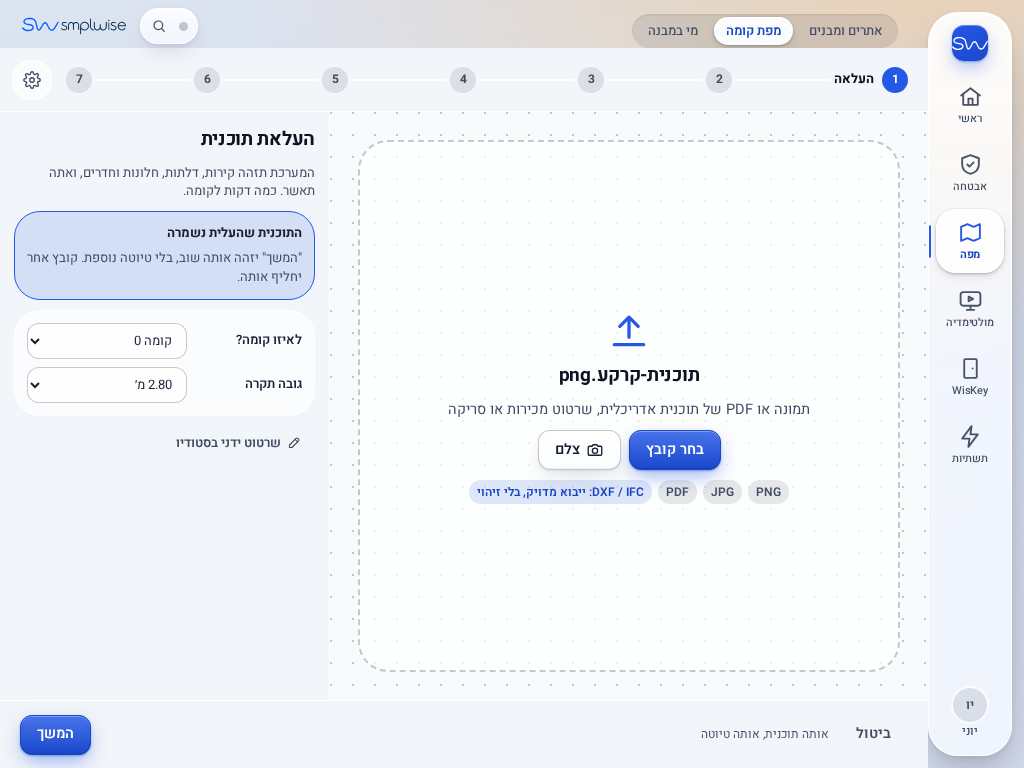 אתרים ומבנים
מפת קומה
מי במבנה
smplwise
1 העלאה
2
3
4
5
6
7
ראשי
אבטחה
מפה
מולטימדיה
WisKey
תשתיות
יו
יוני
תוכנית-קרקע.png
תמונה או PDF של תוכנית אדריכלית, שרטוט מכירות או סריקה
בחר קובץ
צלם
PNG
JPG
PDF
DXF / IFC: ייבוא מדויק, בלי זיהוי
העלאת תוכנית
המערכת תזהה קירות, דלתות, חלונות וחדרים, ואתה
תאשר. כמה דקות לקומה.
התוכנית שהעלית נשמרה
"המשך" יזהה אותה שוב, בלי טיוטה נוספת. קובץ אחר
יחליף אותה.
לאיזו קומה?
קומה 0
גובה תקרה
2.80 מ'
שרטוט ידני בסטודיו
ביטול
אותה תוכנית, אותה טיוטה
המשך